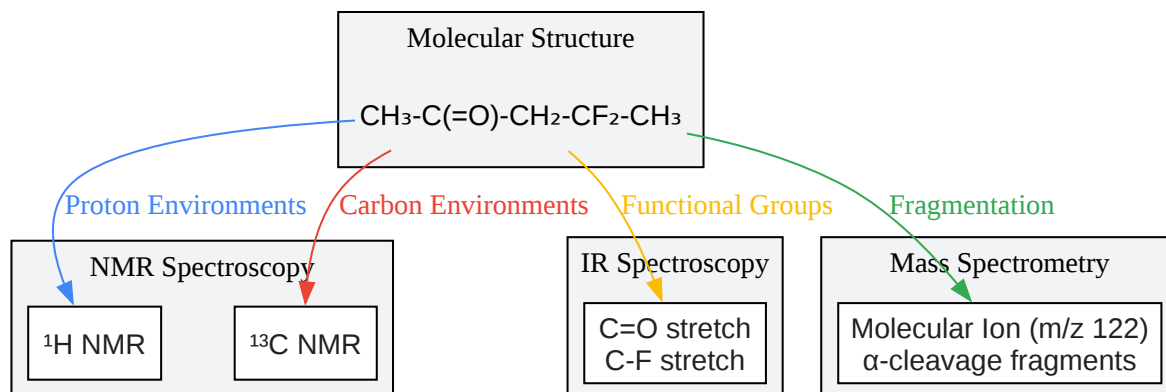 Molecular Structure
CH₃-C(=O)-CH₂-CF₂-CH₃
Proton Environments
Carbon Environments
Functional Groups
Fragmentation
NMR Spectroscopy
IR Spectroscopy
Mass Spectrometry
¹H NMR
¹³C NMR
C=O stretch
C-F stretch
Molecular Ion (m/z 122)
α-cleavage fragments